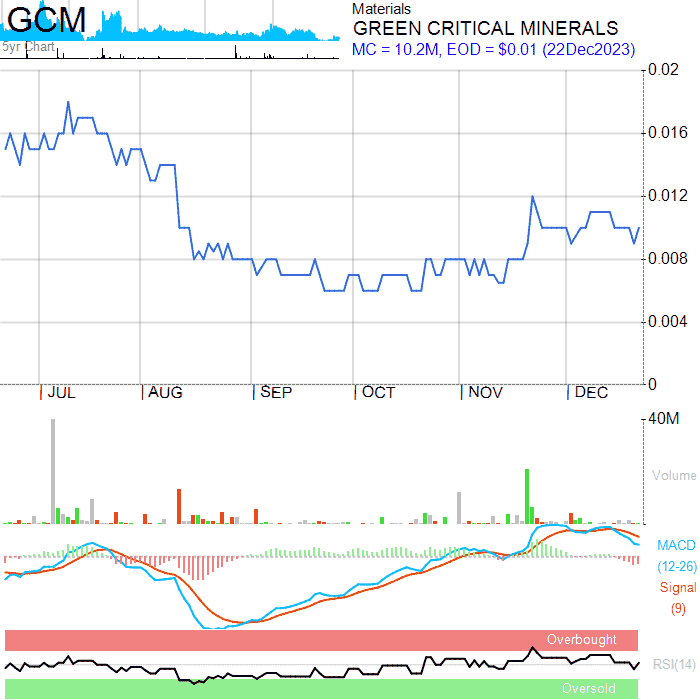 GCM
5yr Chart
Materials
GREEN CRITICAL MINERALS
MC = 10.2M, EOD = $0.01 (22Dec2023)
0.02
0.016
0.012
0.008
0.004
0
JUL AUG SEP OCT NOV DEC
40M
Volume
MACD
(12-26)
Signal
(9)
Overbought
RSI(14)
Oversold